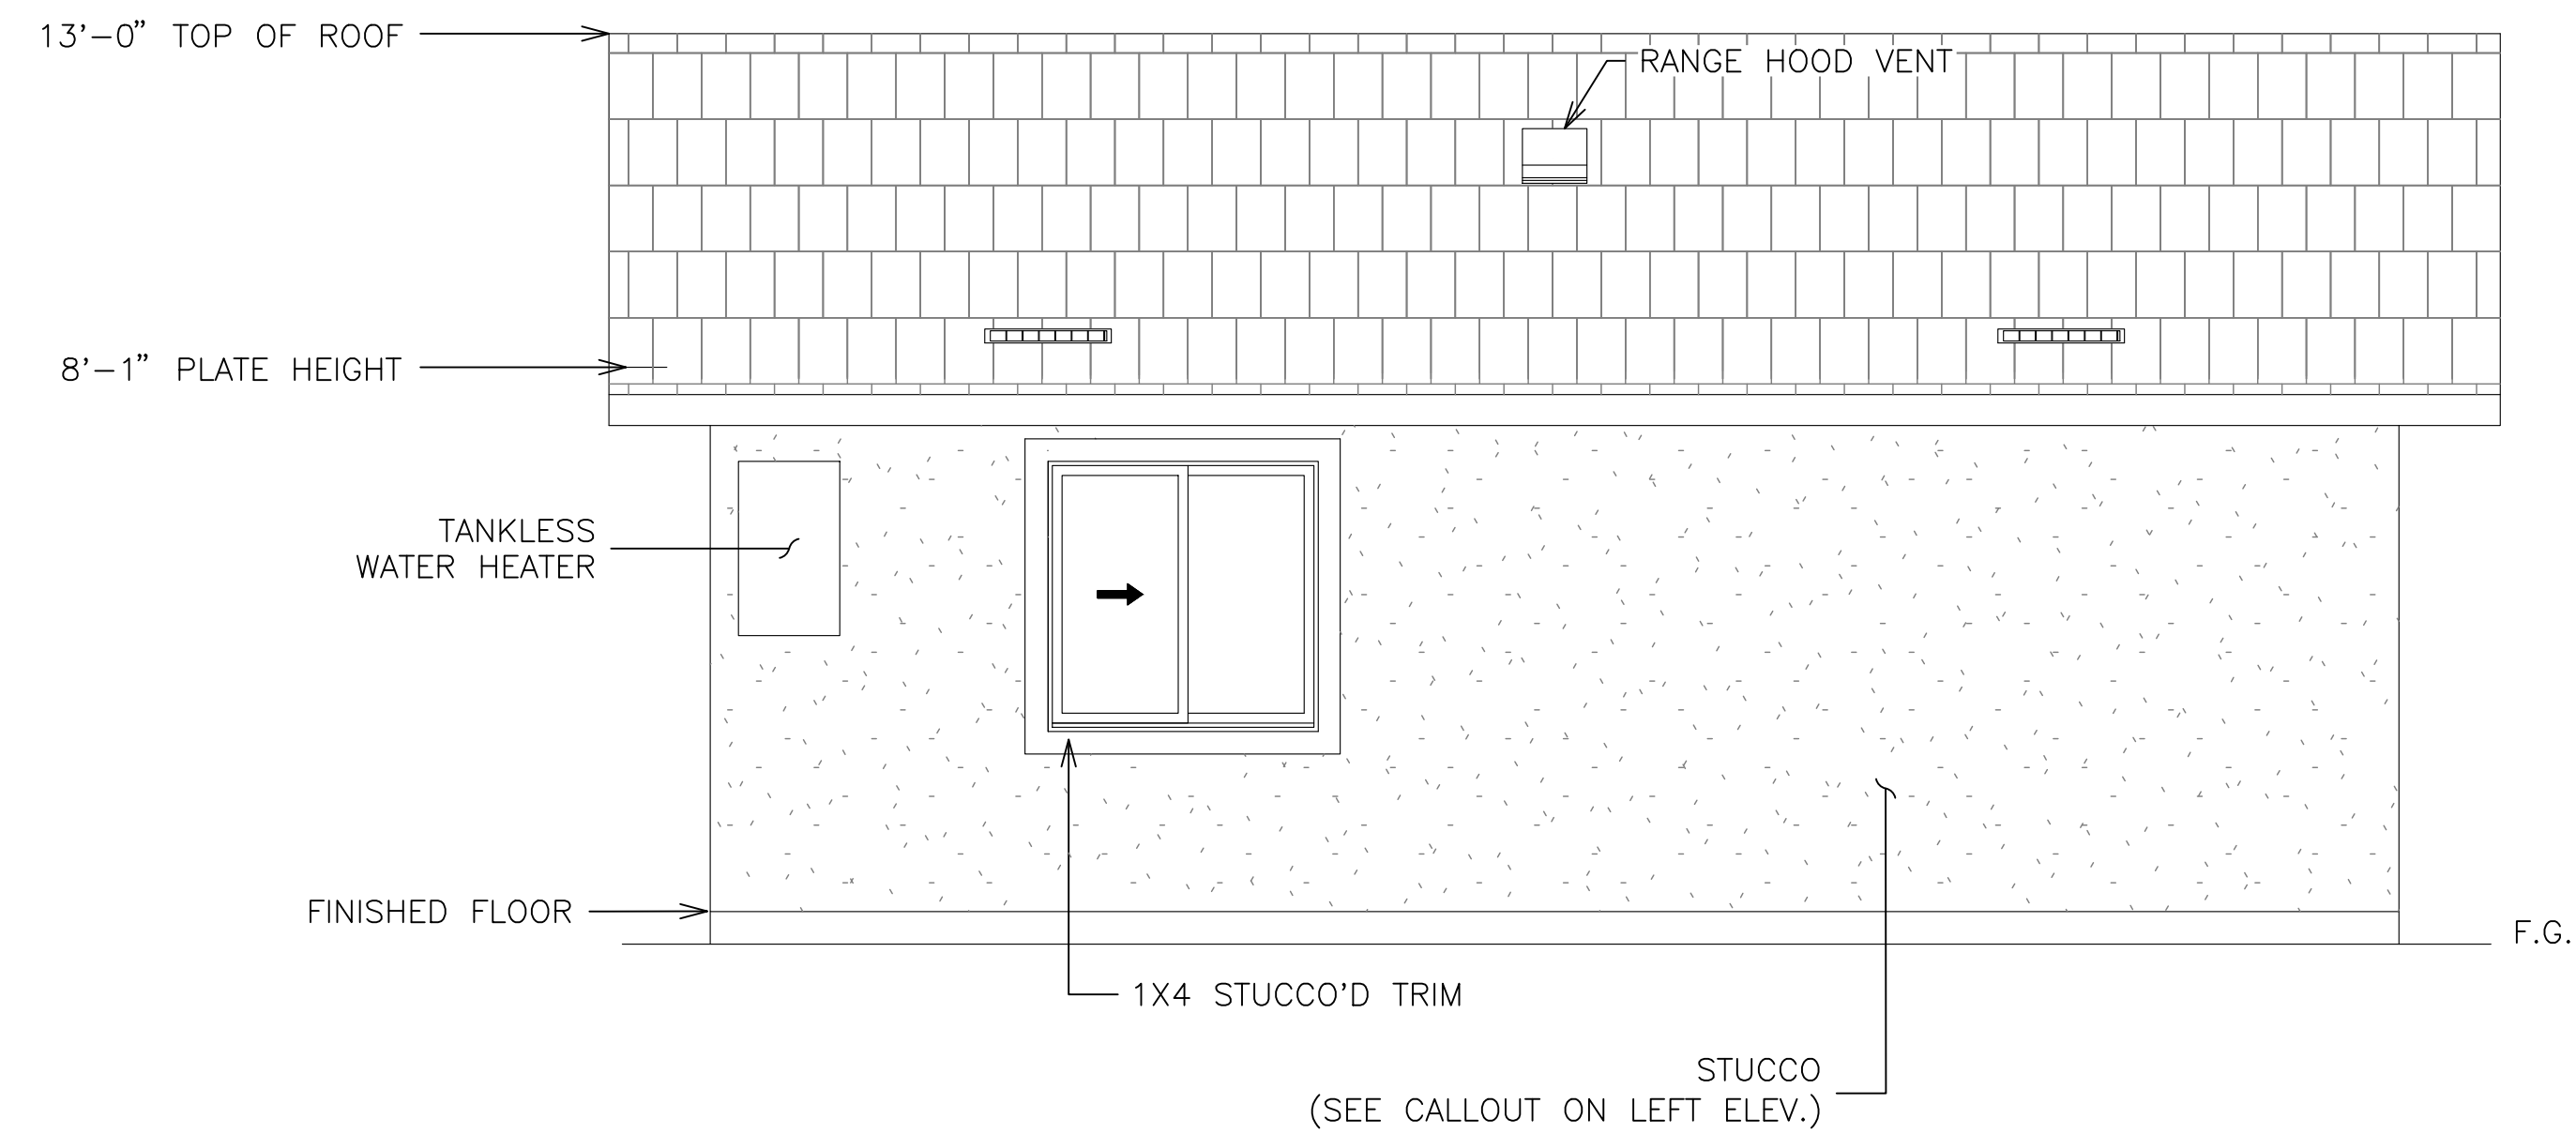 13'-0" TOP OF ROOF
RANGE HOOD VENT
8'-1" PLATE HEIGHT
TANKLESS
WATER HEATER
FINISHED FLOOR
F.G.
1X4 STUCCO'D TRIM
STUCCO
(SEE CALLOUT ON LEFT ELEV.)